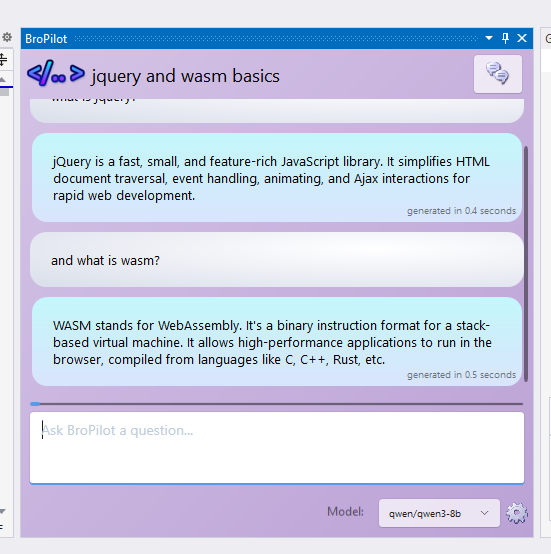 BroPilot
</..> jquery and wasm basics
what is jquery?
jQuery is a fast, small, and feature-rich JavaScript library. It simplifies HTML
document traversal, event handling, animating, and Ajax interactions for
rapid web development.
generated in 0.4 seconds
and what is wasm?
WASM stands for WebAssembly. It's a binary instruction format for a stack-
based virtual machine. It allows high-performance applications to run in the
browser, compiled from languages like C, C++, Rust, etc.
generated in 0.5 seconds
Ask BroPilot a question...
Model:
qwen/qwen3-8b